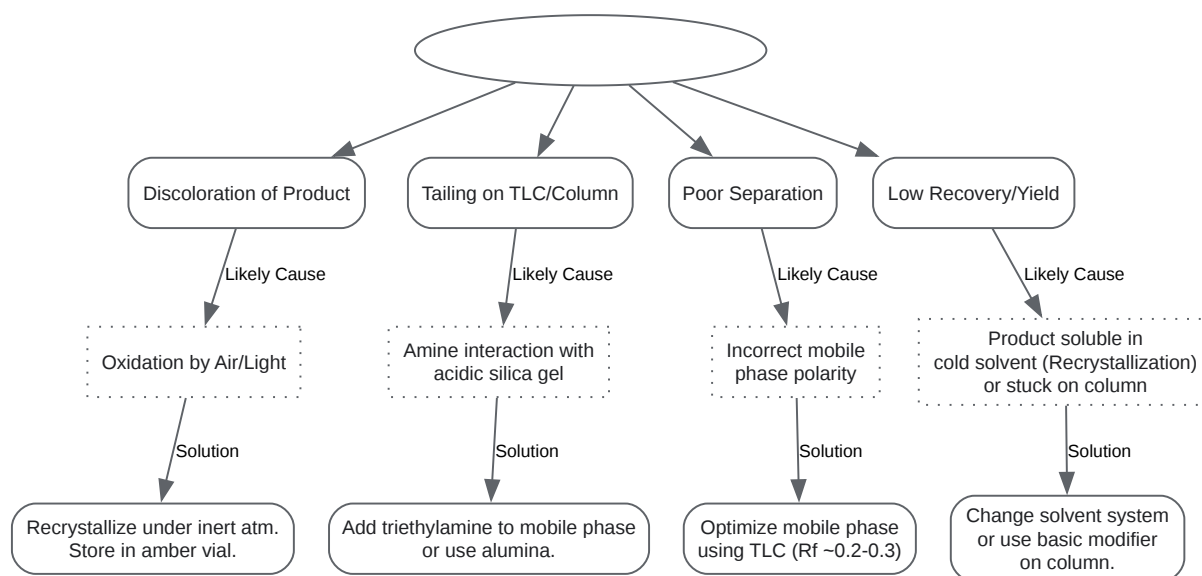 Discoloration of Product
Tailing on TLC/Column
Poor Separation
Low Recovery/Yield
Likely Cause
Likely Cause
Likely Cause
Likely Cause
Oxidation by Air/Light
Amine interaction with
acidic silica gel
Incorrect mobile
phase polarity
Product soluble in
cold solvent (Recrystallization)
or stuck on column
Solution
Solution
Solution
Solution
Recrystallize under inert atm.
Store in amber vial.
Add triethylamine to mobile phase
or use alumina.
Optimize mobile phase
using TLC (Rf ~0.2-0.3)
Change solvent system
or use basic modifier
on column.